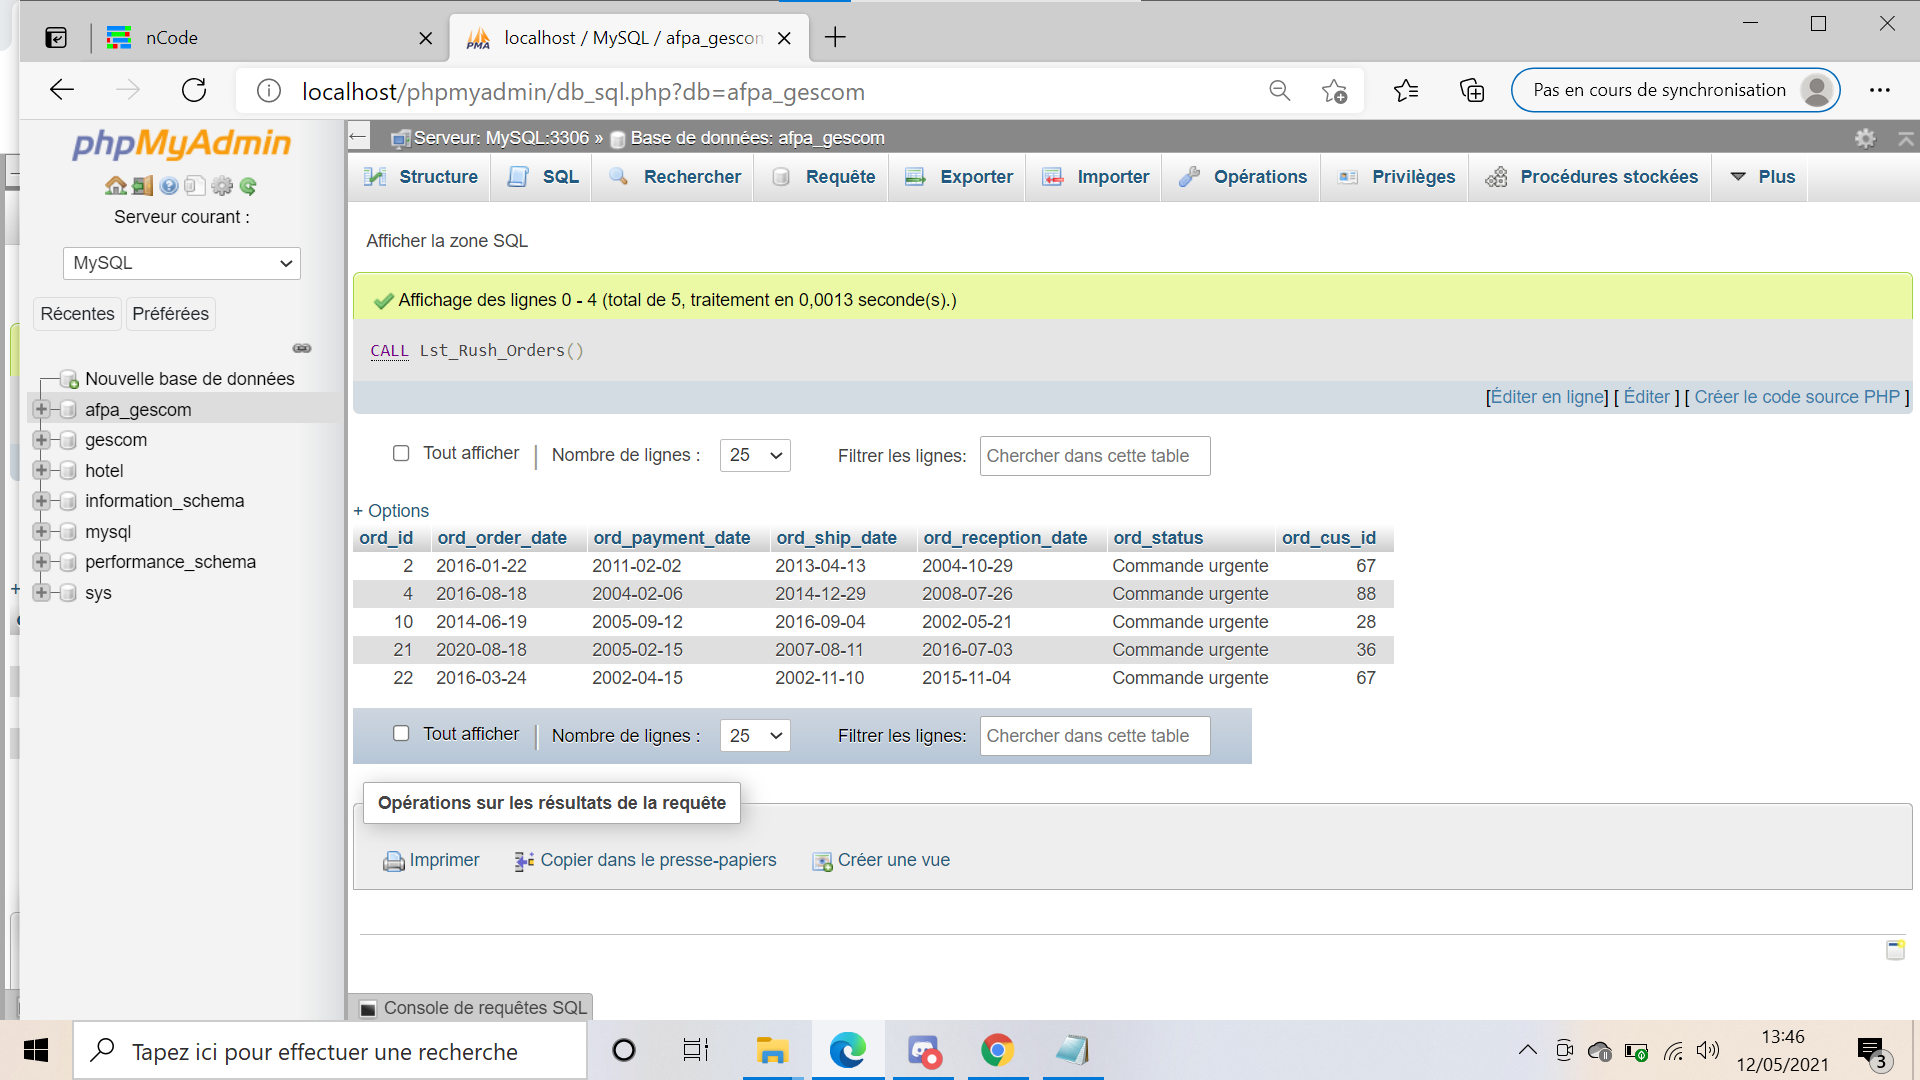 nCode
PMA localhost / MySQL / afpa_gescom
localhost/phpmyadmin/db_sql.php?db=afpa_gescom
Pas en cours de synchronisation
phpMyAdmin
Serveur courant :
MySQL
Récentes Préférées
Nouvelle base de données
afpa_gescom
gescom
hotel
information_schema
mysql
performance_schema
sys
Serveur: MySQL:3306 » Base de données: afpa_gescom
Structure SQL Rechercher Requête Exporter Importer Opérations Privilèges Procédures stockées Plus
Afficher la zone SQL
Affichage des lignes 0 - 4 (total de 5, traitement en 0,0013 seconde(s).)
CALL Lst_Rush_Orders()
[Éditer en ligne] [ Éditer ] [ Créer le code source PHP ]
Tout afficher | Nombre de lignes : 25 Filtrer les lignes: Chercher dans cette table
+ Options
ord_id ord_order_date ord_payment_date ord_ship_date ord_reception_date ord_status ord_cus_id
2 2016-01-22 2011-02-02 2013-04-13 2004-10-29 Commande urgente 67
4 2016-08-18 2004-02-06 2014-12-29 2008-07-26 Commande urgente 88
10 2014-06-19 2005-09-12 2016-09-04 2002-05-21 Commande urgente 28
21 2020-08-18 2005-02-15 2007-08-11 2016-07-03 Commande urgente 36
22 2016-03-24 2002-04-15 2002-11-10 2015-11-04 Commande urgente 67
Tout afficher | Nombre de lignes : 25 Filtrer les lignes: Chercher dans cette table
Opérations sur les résultats de la requête
Imprimer Copier dans le presse-papiers Créer une vue
Console de requêtes SQL
Tapez ici pour effectuer une recherche
13:46
12/05/2021
3